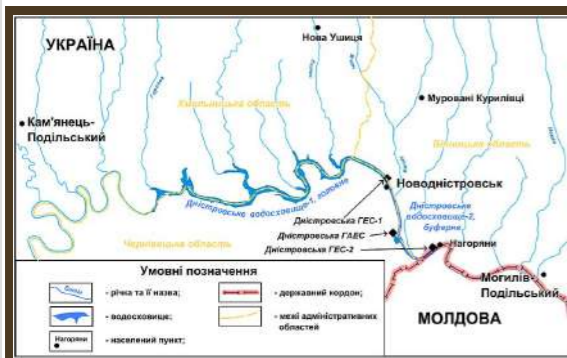 УКРАЇНА
Нова Ушиця
Хмельницька область
Муровані Курилівці
Кам'янець-
Подільський
Вінницька область
Новодністровськ
Дністровське водосховище-1, головне
Дністровське
водосховище-2,
буферне
Дністровська ГЕС-1
Дністровська ГАЕС
Дністровська ГЕС-2
Нагоряни
Чернівецька область
Могилів-
Подільський
МОЛДОВА
Умовні позначення
- річка та її назва;
- державний кордон;
- водосховище;
- межі адміністративних
областей
Нагоряни
- населений пункт;